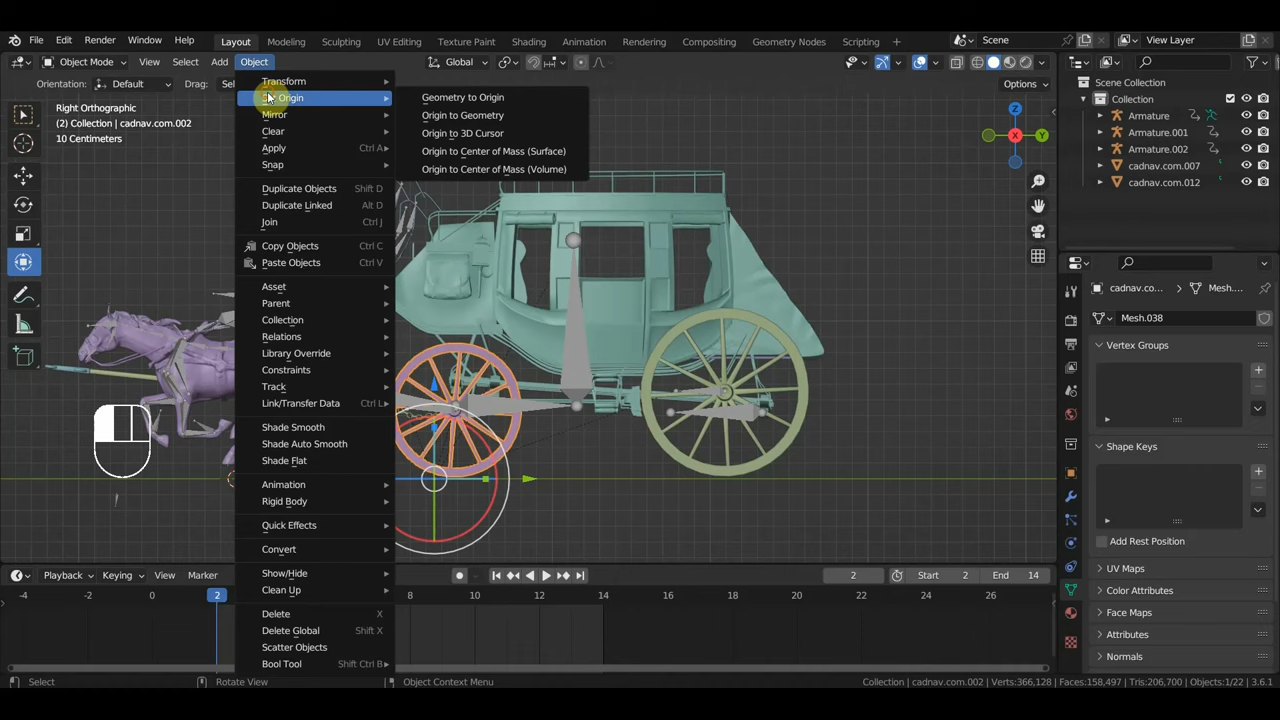 File Edit Render Window Help Layout Modeling Sculpting UV Editing Texture Paint Shading Animation Rendering Compositing Geometry Nodes Scripting + Scene View Layer
Object Mode View Select Add Object Global
Orientation: Default Drag: Sel Options
Right Orthographic
(2) Collection | cadnav.com.002
10 Centimeters
Transform
Origin
Mirror
Clear
Apply Ctrl A
Snap
Duplicate Objects Shift D
Duplicate Linked Alt D
Join Ctrl J
Copy Objects Ctrl C
Paste Objects Ctrl V
Asset
Parent
Collection
Relations
Library Override
Constraints
Track
Link/Transfer Data Ctrl L
Shade Smooth
Shade Auto Smooth
Shade Flat
Animation
Rigid Body
Quick Effects
Convert
Show/Hide
Clean Up
Delete X
Delete Global Shift X
Scatter Objects
Bool Tool Shift Ctrl B
Geometry to Origin
Origin to Geometry
Origin to 3D Cursor
Origin to Center of Mass (Surface)
Origin to Center of Mass (Volume)
Z
X
Y
Scene Collection
Collection
Armature
Armature.001
Armature.002
cadnav.com.007
cadnav.com.012
cadnav.co... Mesh....
Mesh.038
Vertex Groups
Shape Keys
Add Rest Position
UV Maps
Color Attributes
Face Maps
Attributes
Normals
Playback Keying View Marker 2 Start 2 End 14
-4 -2 0 2 8 10 12 14 16 18 20 22 24 26
Select Rotate View Object Context Menu Collection | cadnav.com.002 | Verts:366,128 | Faces:158,497 | Tris:206,700 | Objects:1/22 | 3.6.1